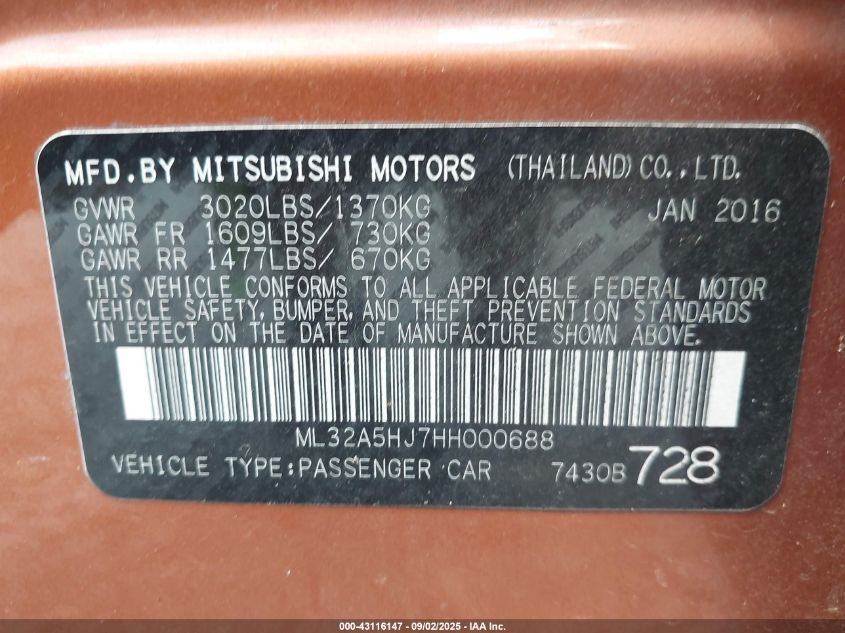 MFD.BY MITSUBISHI MOTORS (THAILAND) CO.,LTD.
GVWR 3020LBS/1370KG JAN 2016
GAWR FR 1609LBS/ 730KG
GAWR RR 1477LBS/ 670KG
THIS VEHICLE CONFORMS TO ALL APPLICABLE FEDERAL MOTOR
VEHICLE SAFETY, BUMPER, AND THEFT PREVENTION STANDARDS
IN EFFECT ON THE DATE OF MANUFACTURE SHOWN ABOVE.
ML32A5HJ7HH000688
VEHICLE TYPE:PASSENGER CAR 7430B 728
000-43116147 - 09/02/2025 - IAA Inc.